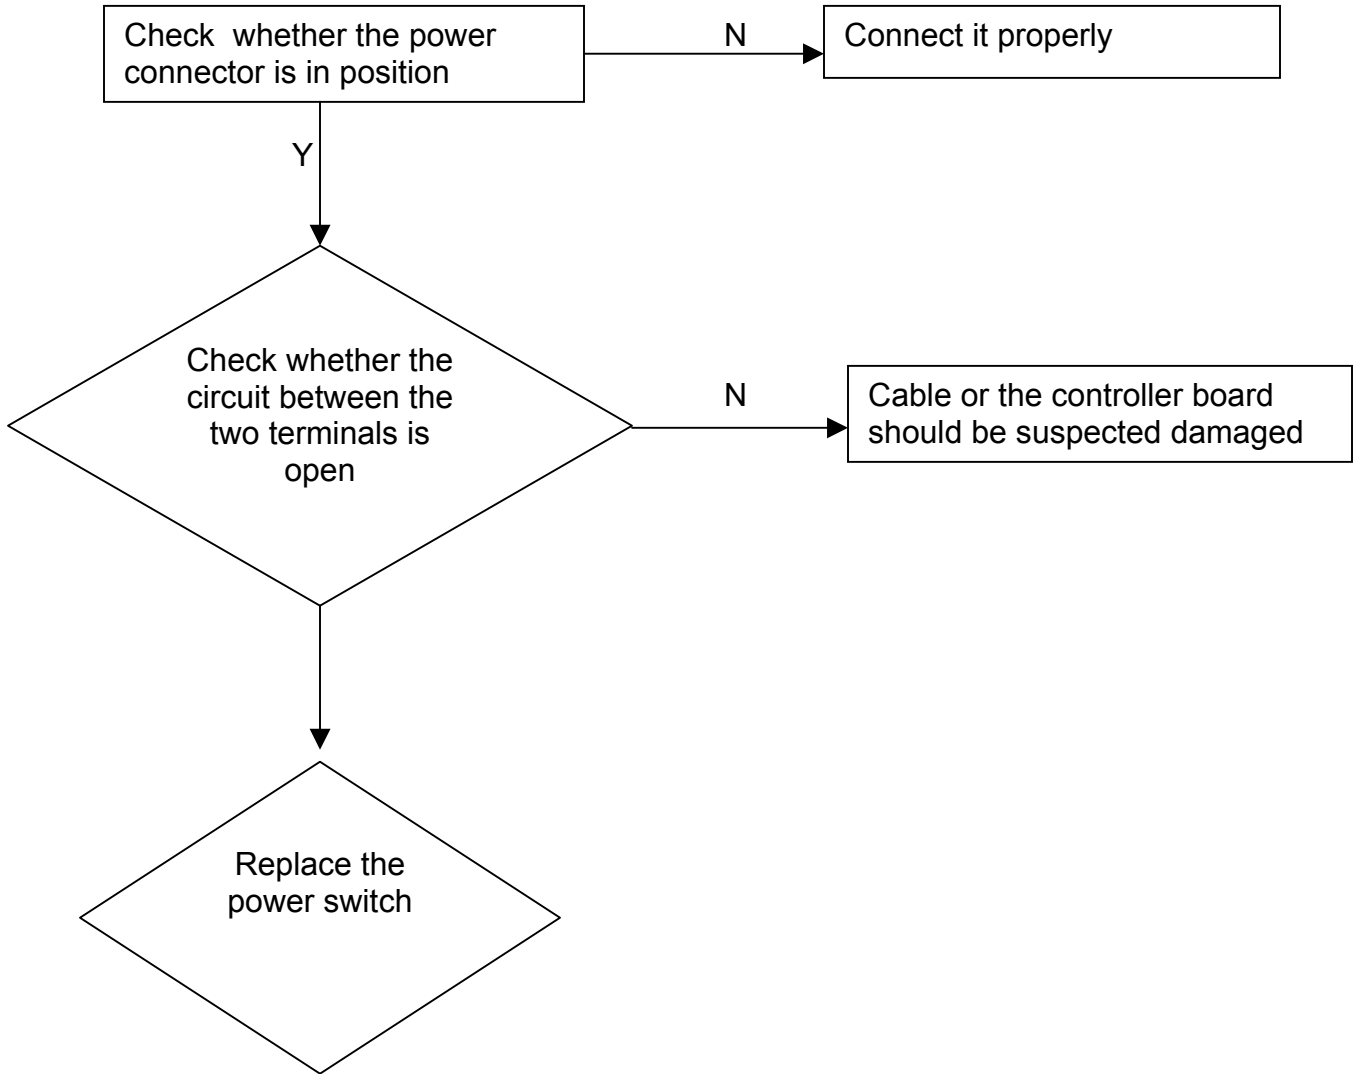 Check  whether the power
connector is in position
N
Connect it properly
Y
Check whether the
circuit between the
two terminals is
open
N
Cable or the controller board
should be suspected damaged
Replace the
power switch